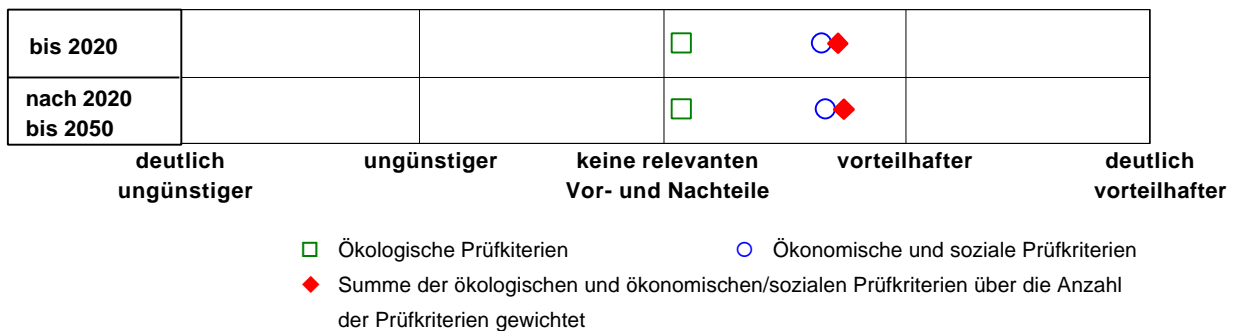 bis 2020
nach 2020
bis 2050
deutlich ungünstiger keine relevanten vorteilhafter deutlich
ungünstiger Vor- und Nachteile vorteilhafter
Ökologische Prüfkiterien Ökonomische und soziale Prüfkriterien
Summe der ökologischen und ökonomischen/sozialen Prüfkriterien über die Anzahl
der Prüfkriterien gewichtet